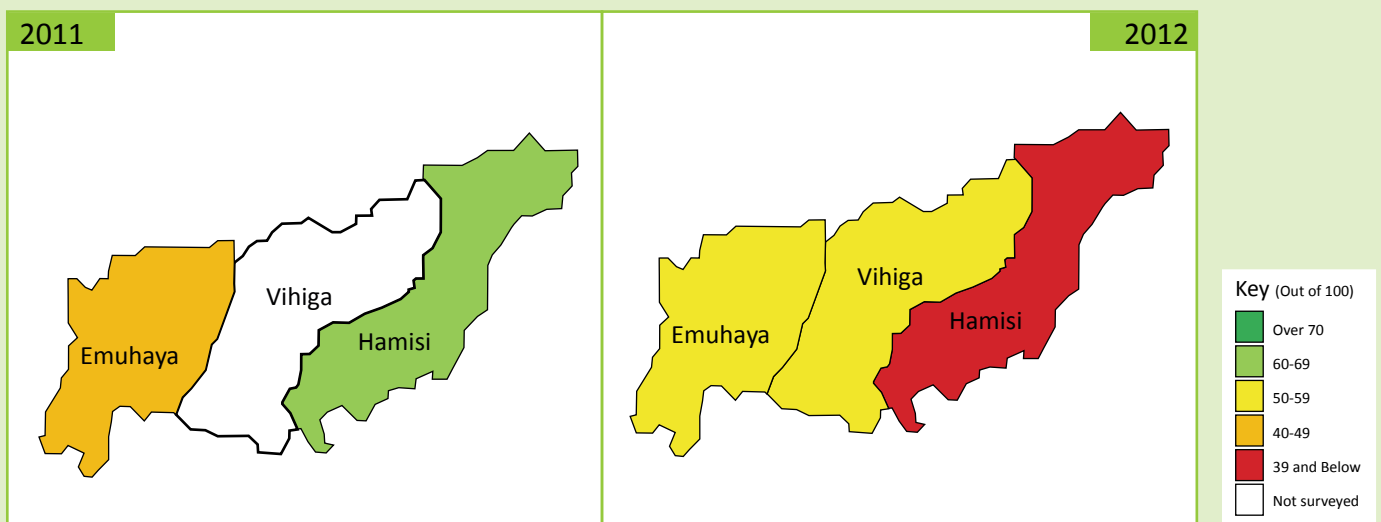 2011
2012
Vihiga
Hamisi
Emuhaya
Vihiga
Hamisi
Emuhaya
Key (Out of 100)
Over 70
60-69
50-59
40-49
39 and Below
Not surveyed